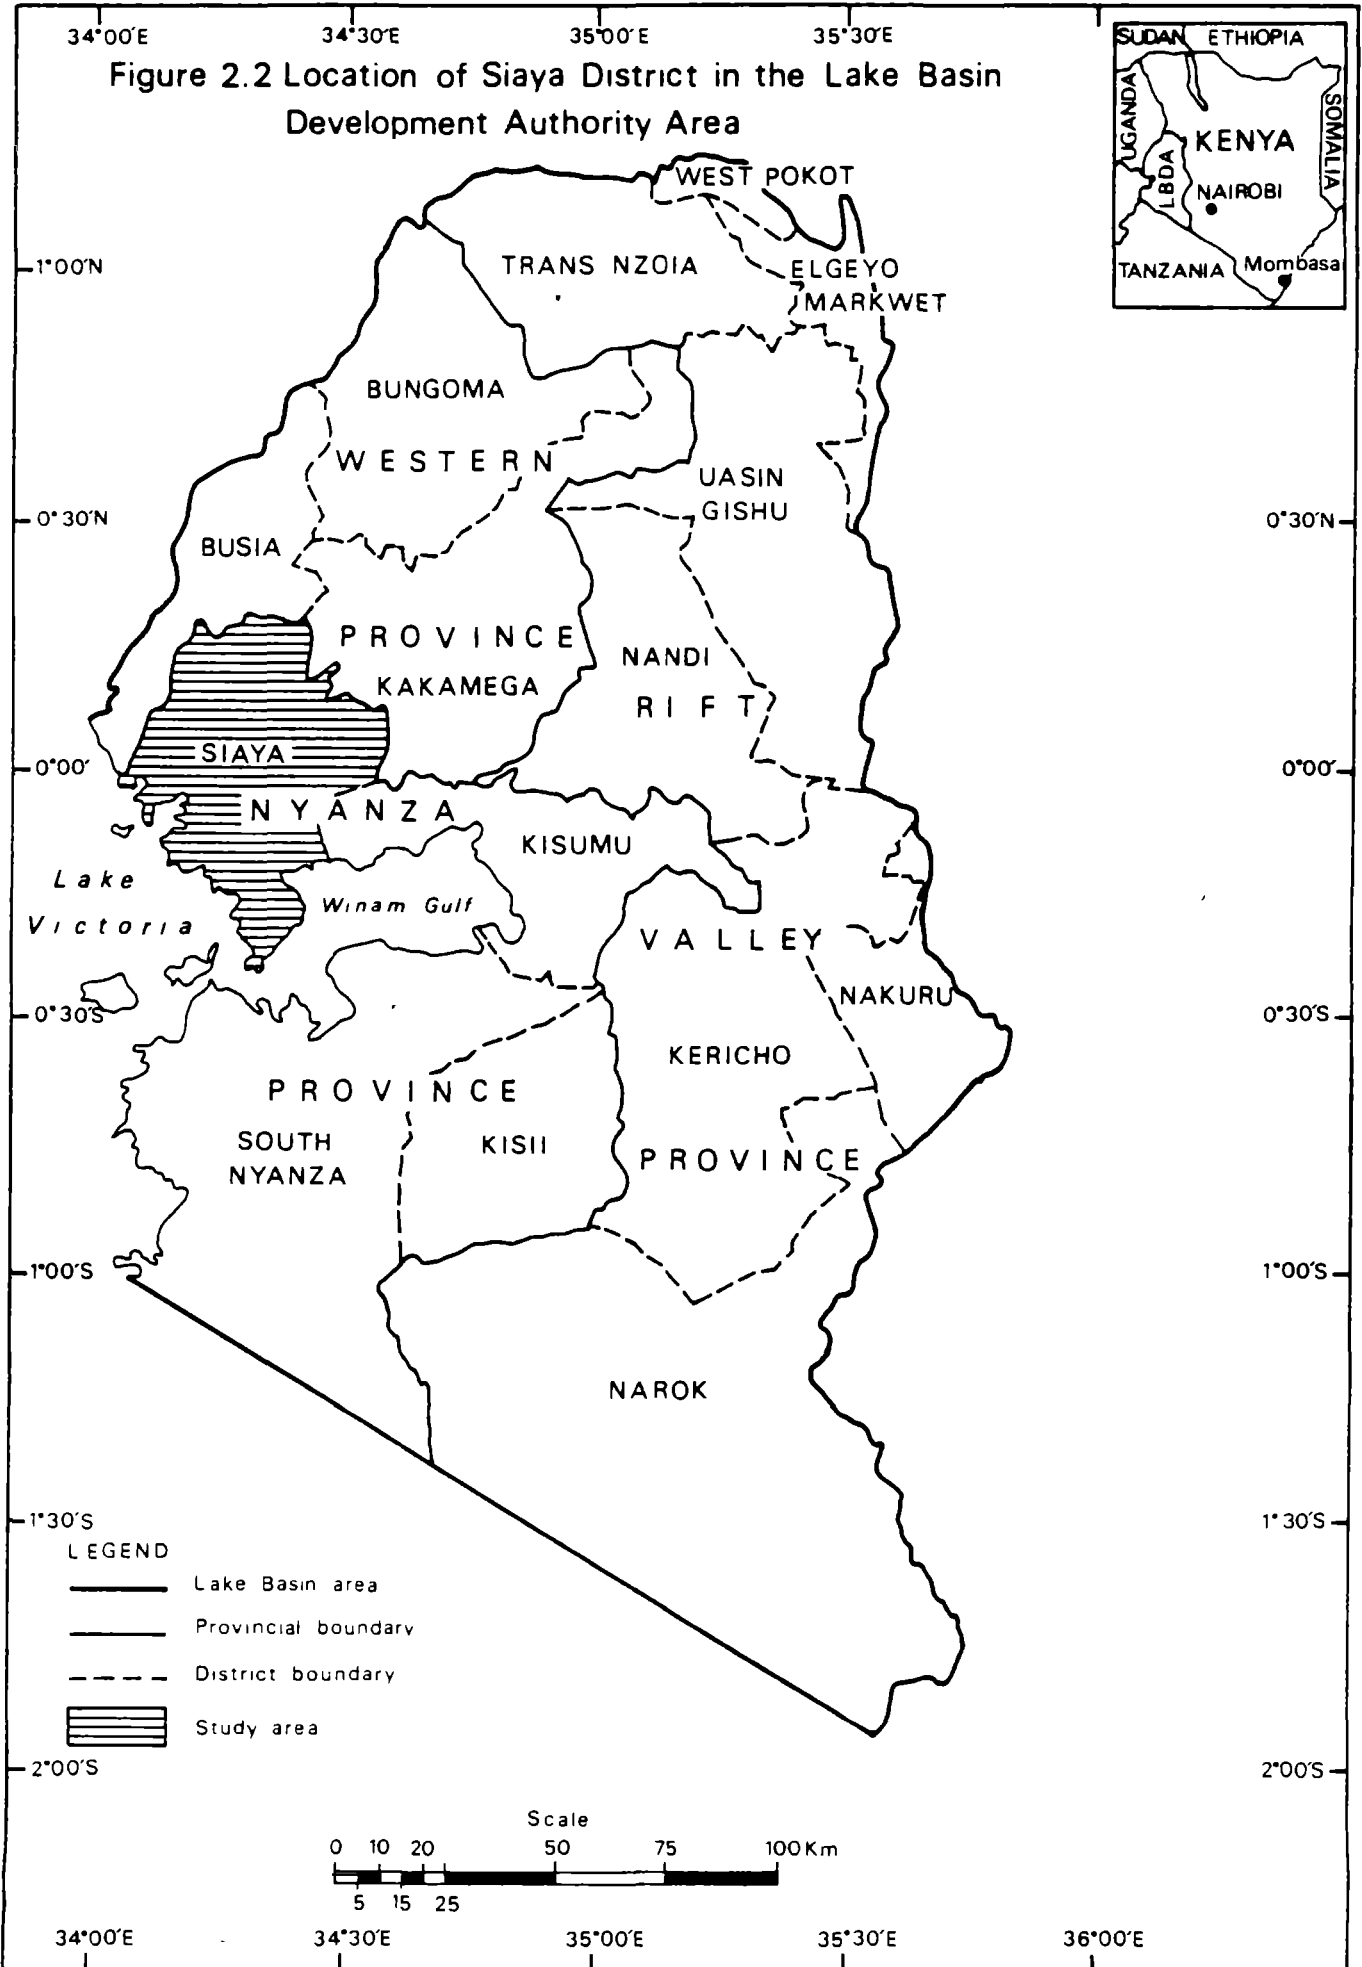 34°00'E 34°30'E 35°00'E 35°30'E
Figure 2.2 Location of Siaya District in the Lake Basin
Development Authority Area
SUDAN ETHIOPIA
UGANDA
SOMALIA
KENYA
LBDA
NAIROBI
TANZANIA Mombasa
WEST POKOT
1°00'N
TRANS NZOIA
ELGEYO
MARKWET
BUNGOMA
WESTERN
UASIN
GISHU
0°30'N 0°30'N
BUSIA
PROVINCE
NANDI
KAKAMEGA
RIFT
SIAYA
0°00' 0°00'
NYANZA
KISUMU
Lake
Victoria
Winam Gulf
VALLEY
NAKURU
0°30'S 0°30'S
KERICHO
PROVINCE
SOUTH
NYANZA
KISII
PROVINCE
1°00'S 1°00'S
NAROK
1°30'S 1°30'S
LEGEND
Lake Basin area
Provincial boundary
District boundary
Study area
2°00'S 2°00'S
Scale
0 10 20 50 75 100 Km
5 15 25
34°00'E 34°30'E 35°00'E 35°30'E 36°00'E